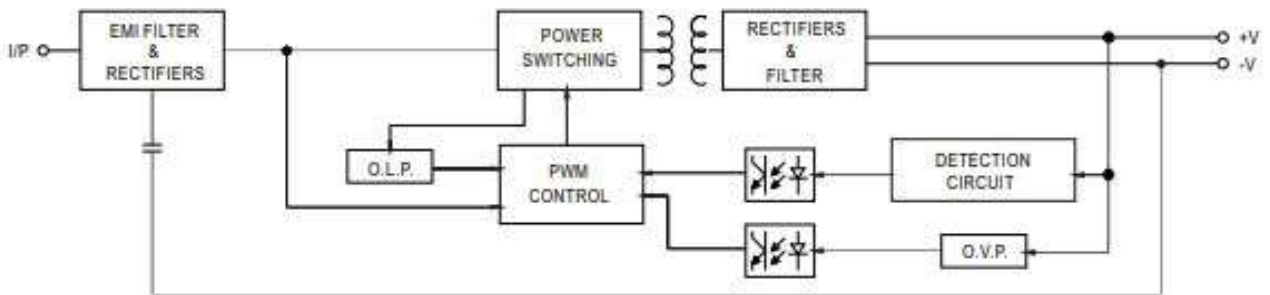 I/P
EMI FILTER
&
RECTIFIERS
POWER
SWITCHING
RECTIFIERS
&
FILTER
+V
-V
O.L.P.
PWM
CONTROL
DETECTION
CIRCUIT
O.V.P.